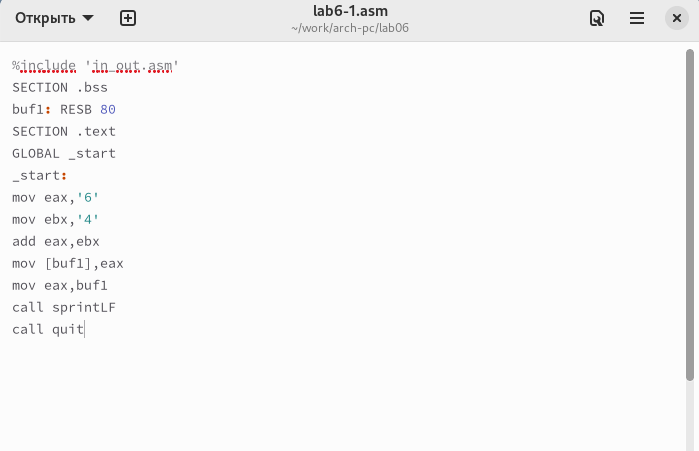 Открыть
lab6-1.asm
~/work/arch-pc/lab06
%include 'in_out.asm'
SECTION .bss
buf1: RESB 80
SECTION .text
GLOBAL _start
_start:
mov eax,'6'
mov ebx,'4'
add eax,ebx
mov [buf1],eax
mov eax,buf1
call sprintLF
call quit